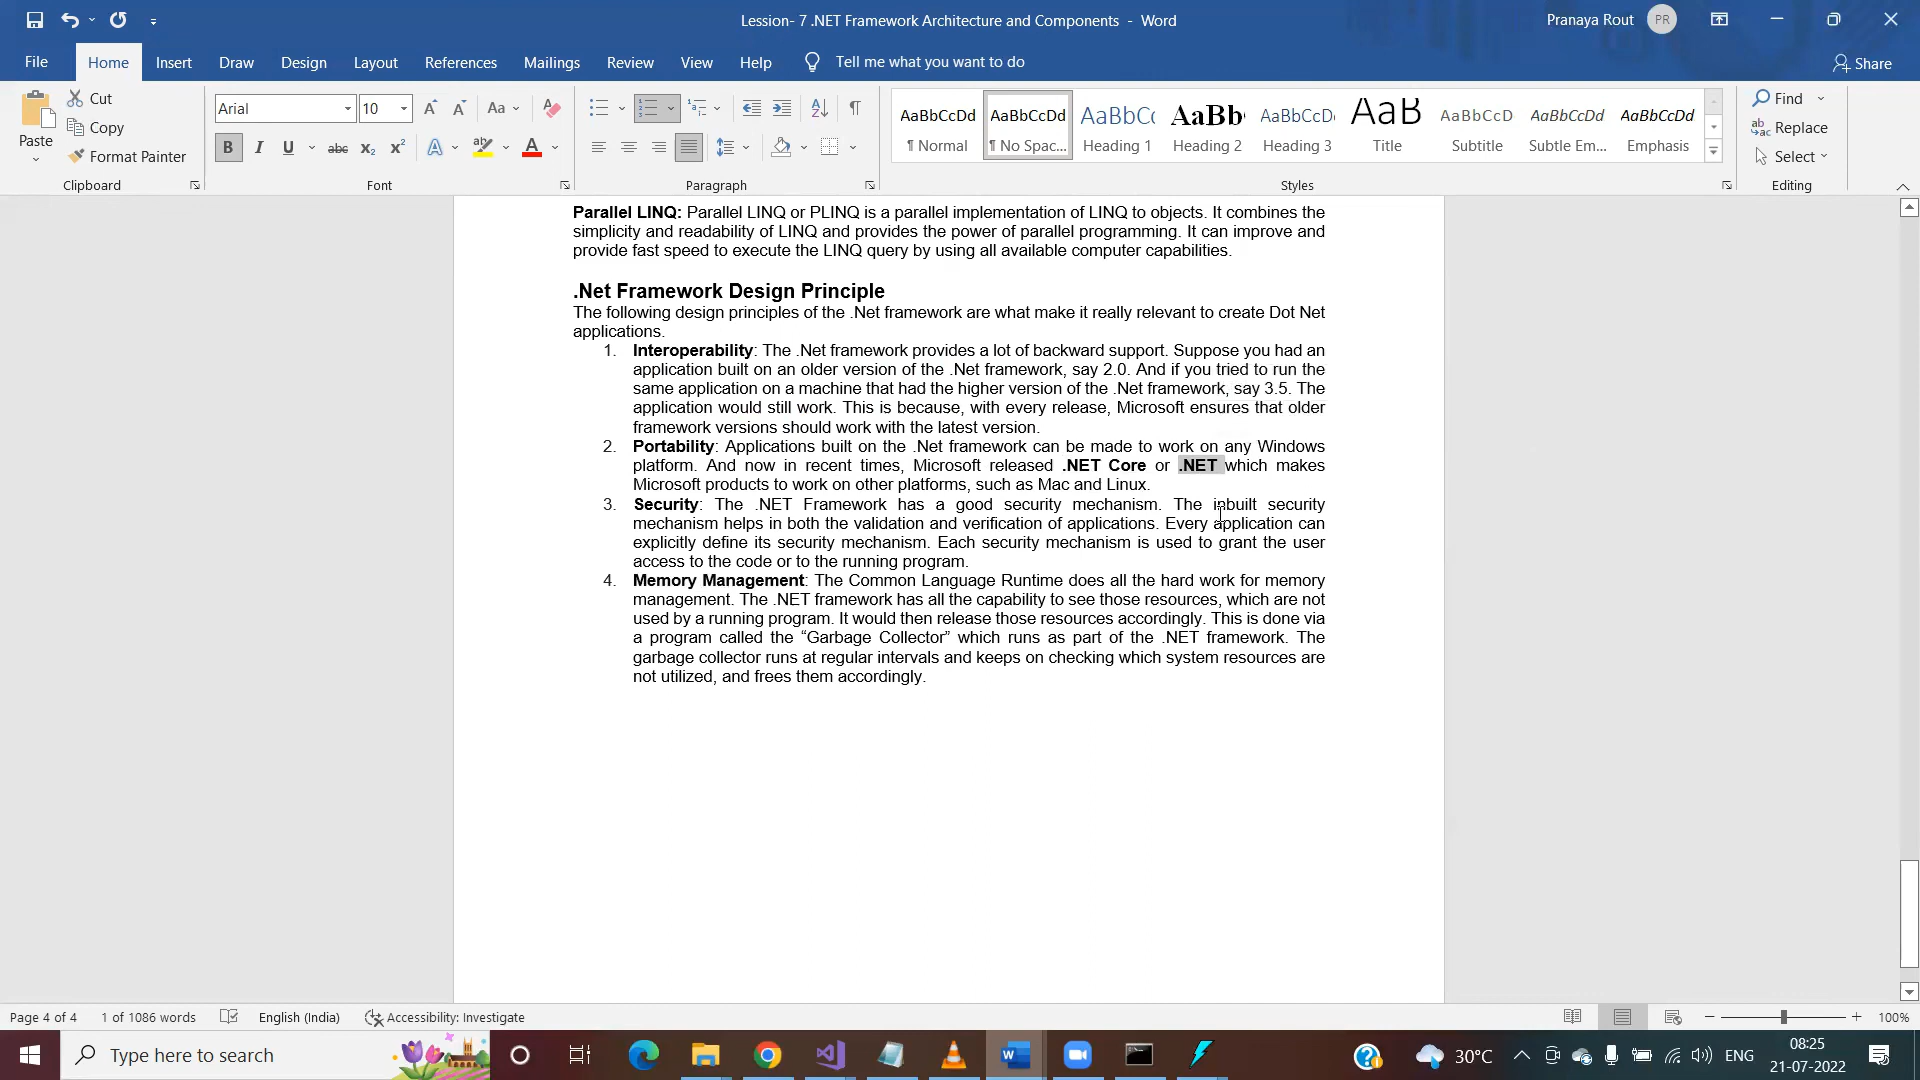 Lession- 7 .NET Framework Architecture and Components - Word
Pranaya Rout PR
File Home Insert Draw Design Layout References Mailings Review View Help Tell me what you want to do Share
Paste
Cut
Copy
Format Painter
Clipboard
Arial 10
Font
Paragraph
AaBbCcDd AaBbCcDd AaBbC( AaBb( AaBbCcD( AaB AaBbCcD AaBbCcDd AaBbCcDd
¶ Normal ¶ No Spac... Heading 1 Heading 2 Heading 3 Title Subtitle Subtle Em... Emphasis
Styles
Find
Replace
Select
Editing
Parallel LINQ: Parallel LINQ or PLINQ is a parallel implementation of LINQ to objects. It combines the
simplicity and readability of LINQ and provides the power of parallel programming. It can improve and
provide fast speed to execute the LINQ query by using all available computer capabilities.
.Net Framework Design Principle
The following design principles of the .Net framework are what make it really relevant to create Dot Net
applications.
1. Interoperability: The .Net framework provides a lot of backward support. Suppose you had an
application built on an older version of the .Net framework, say 2.0. And if you tried to run the
same application on a machine that had the higher version of the .Net framework, say 3.5. The
application would still work. This is because, with every release, Microsoft ensures that older
framework versions should work with the latest version.
2. Portability: Applications built on the .Net framework can be made to work on any Windows
platform. And now in recent times, Microsoft released .NET Core or .NET which makes
Microsoft products to work on other platforms, such as Mac and Linux.
3. Security: The .NET Framework has a good security mechanism. The inbuilt security
mechanism helps in both the validation and verification of applications. Every application can
explicitly define its security mechanism. Each security mechanism is used to grant the user
access to the code or to the running program.
4. Memory Management: The Common Language Runtime does all the hard work for memory
management. The .NET framework has all the capability to see those resources, which are not
used by a running program. It would then release those resources accordingly. This is done via
a program called the “Garbage Collector” which runs as part of the .NET framework. The
garbage collector runs at regular intervals and keeps on checking which system resources are
not utilized, and frees them accordingly.
Page 4 of 4 1 of 1086 words English (India) Accessibility: Investigate 100%
Type here to search 30°C ENG
08:25
21-07-2022